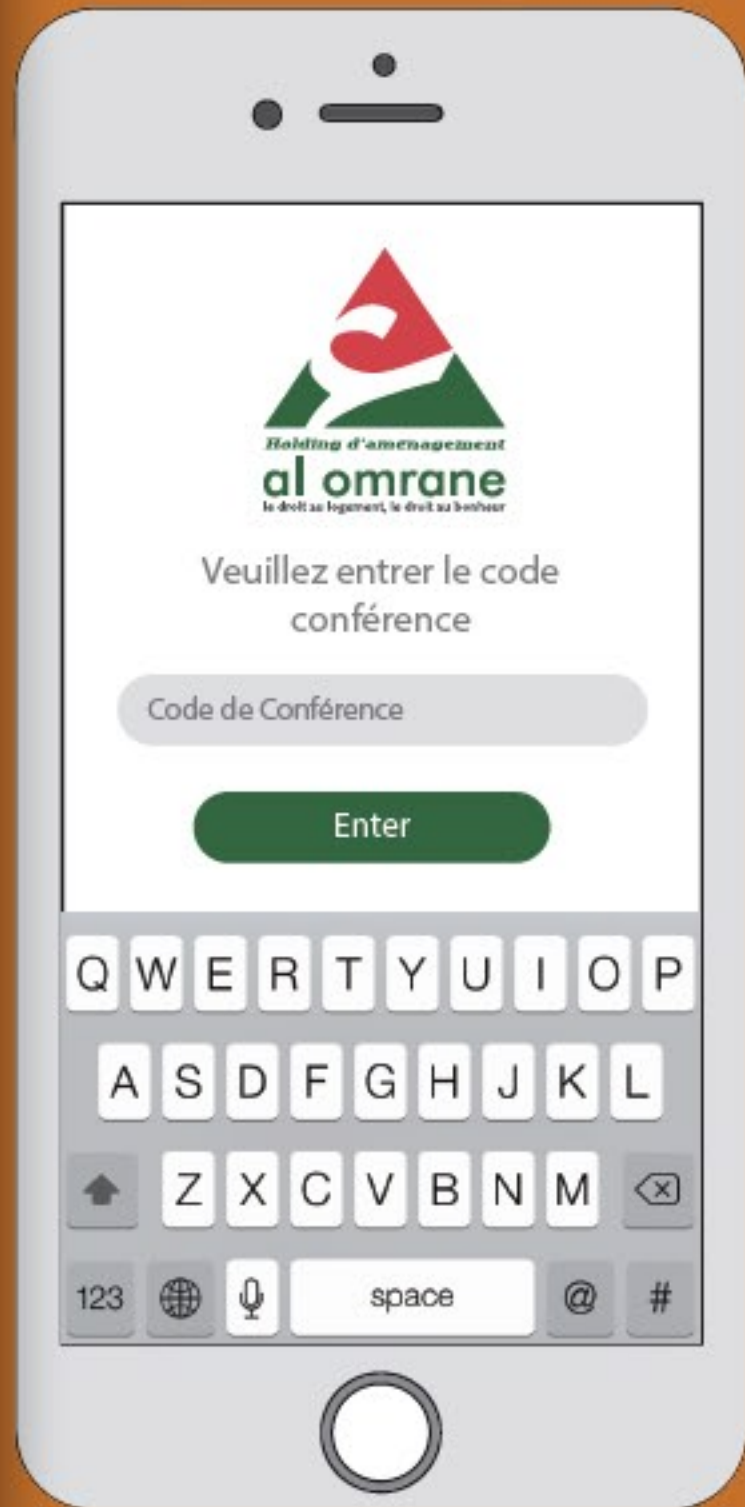 Holding d'aménagement
al omrane
le droit au logement, le droit au bonheur
Veuillez entrer le code
conférence
Code de Conférence
Enter
Q W E R T Y U I O P
A S D F G H J K L
Z X C V B N M
123 space @ #